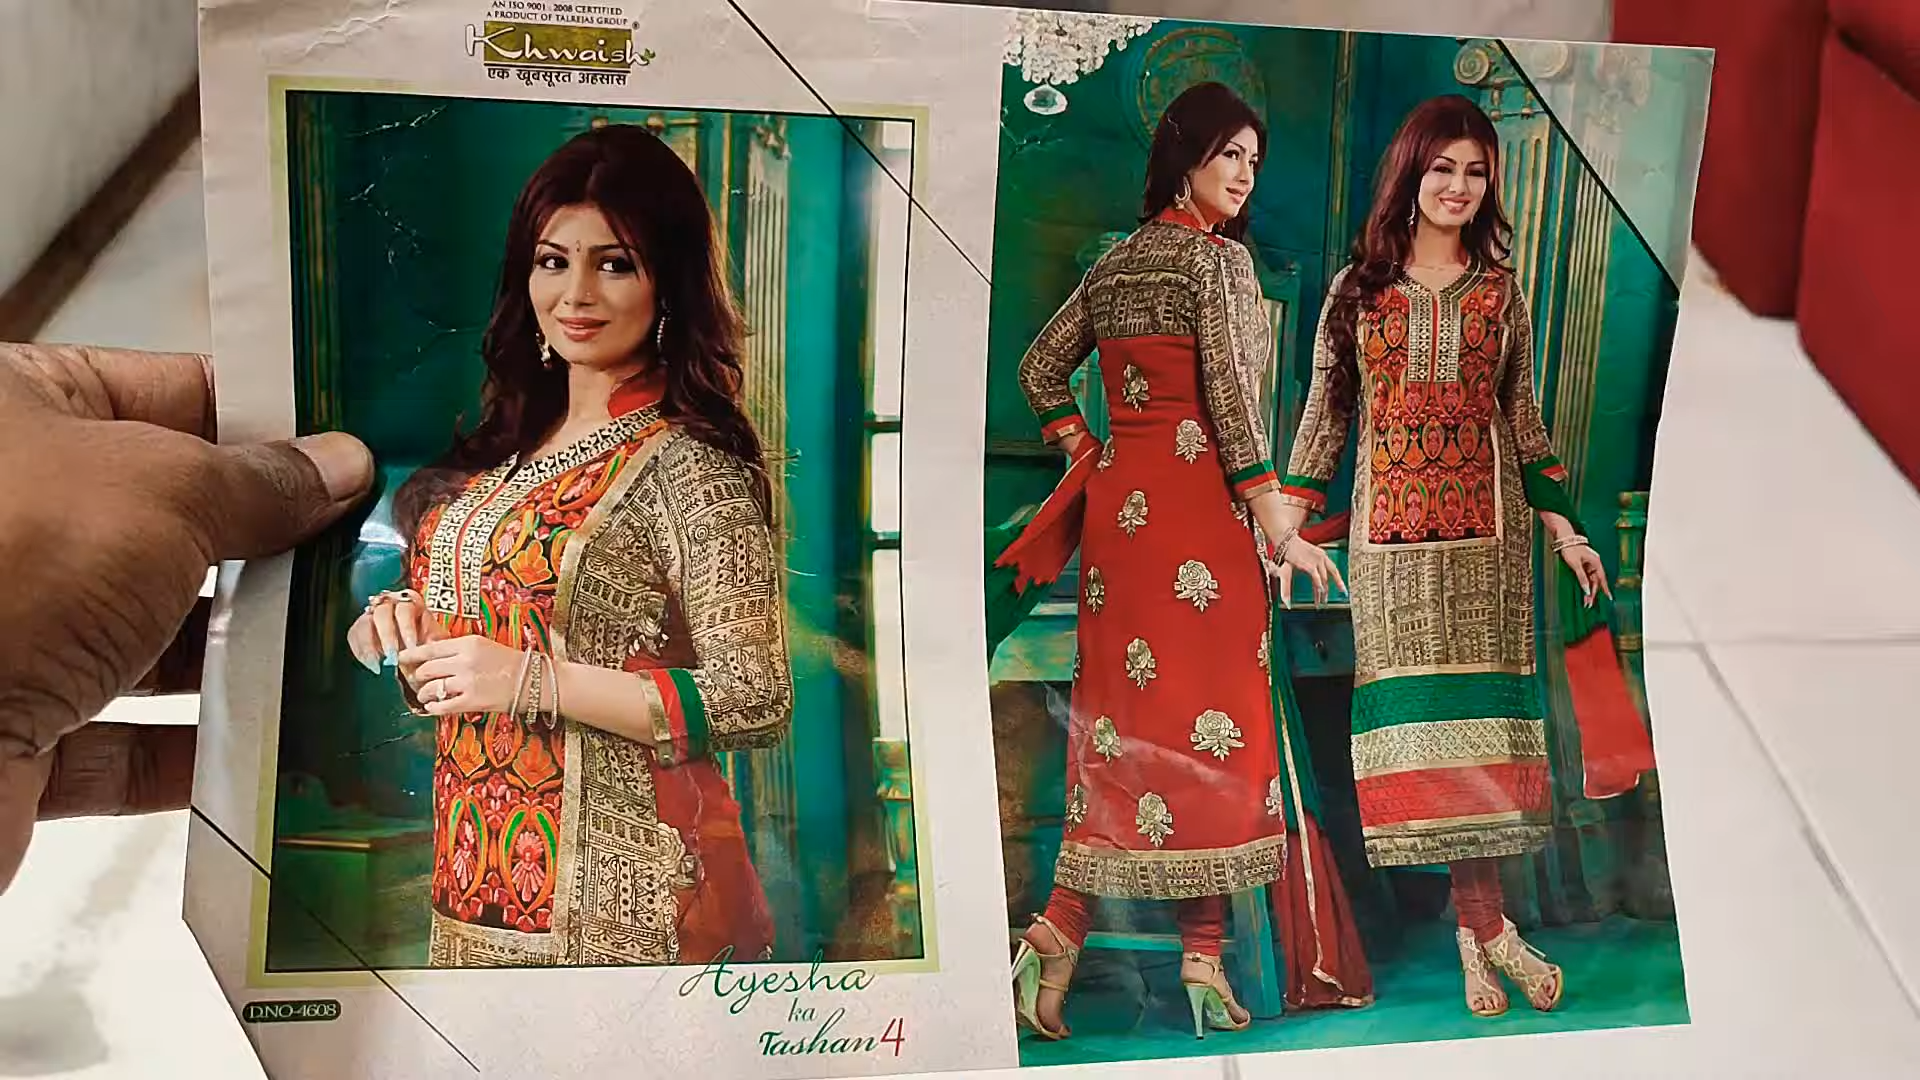 AN ISO 9001 : 2008 CERTIFIED
A PRODUCT OF TALREJAS GROUP
Khwaish®
एक खूबसूरत अहसास
D.NO-4608
Ayesha
ka
Tashan 4